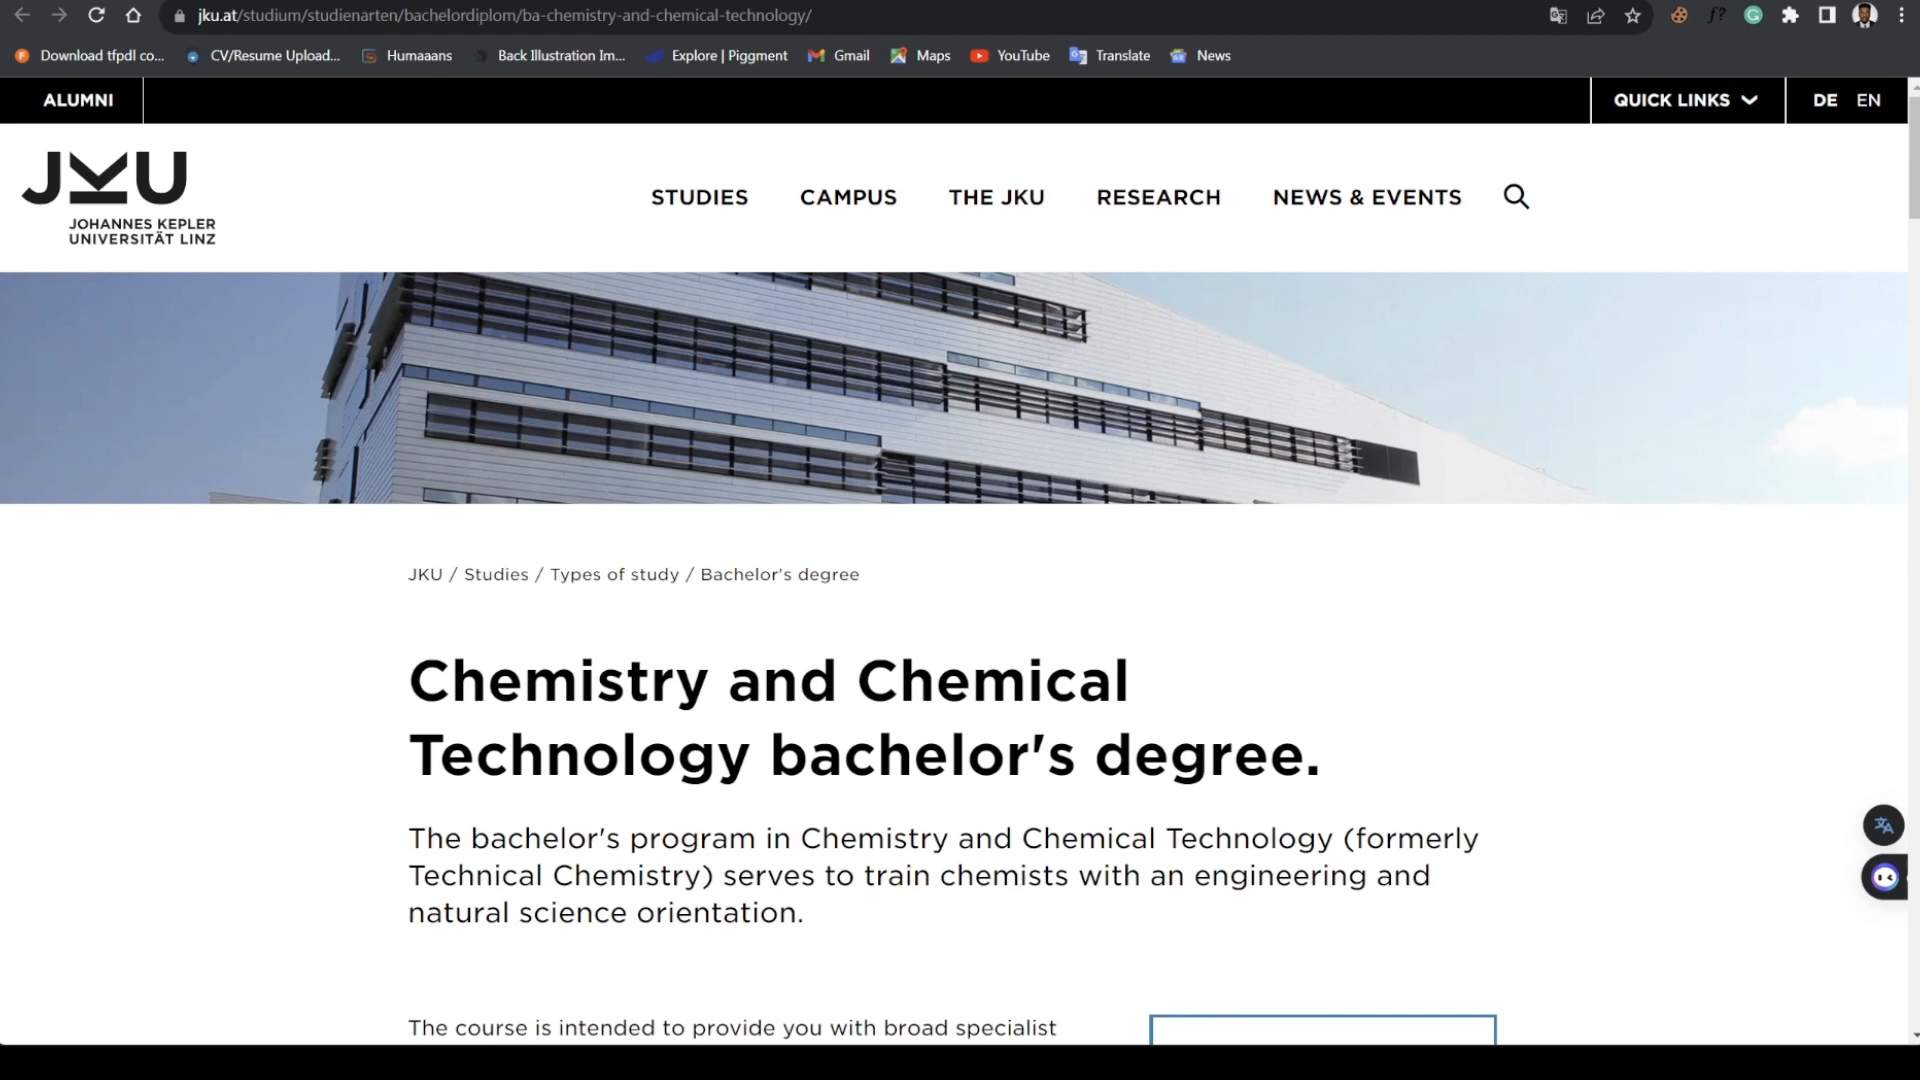 jku.at/studium/studienarten/bachelordiplom/ba-chemistry-and-chemical-technology/
Download tfpdl co... CV/Resume Upload... Humaaans Back Illustration Im... Explore | Piggment Gmail Maps YouTube Translate News
ALUMNI QUICK LINKS DE EN
JKU
JOHANNES KEPLER
UNIVERSITÄT LINZ
STUDIES CAMPUS THE JKU RESEARCH NEWS & EVENTS
JKU / Studies / Types of study / Bachelor's degree
Chemistry and Chemical
Technology bachelor's degree.
The bachelor's program in Chemistry and Chemical Technology (formerly
Technical Chemistry) serves to train chemists with an engineering and
natural science orientation.
The course is intended to provide you with broad specialist